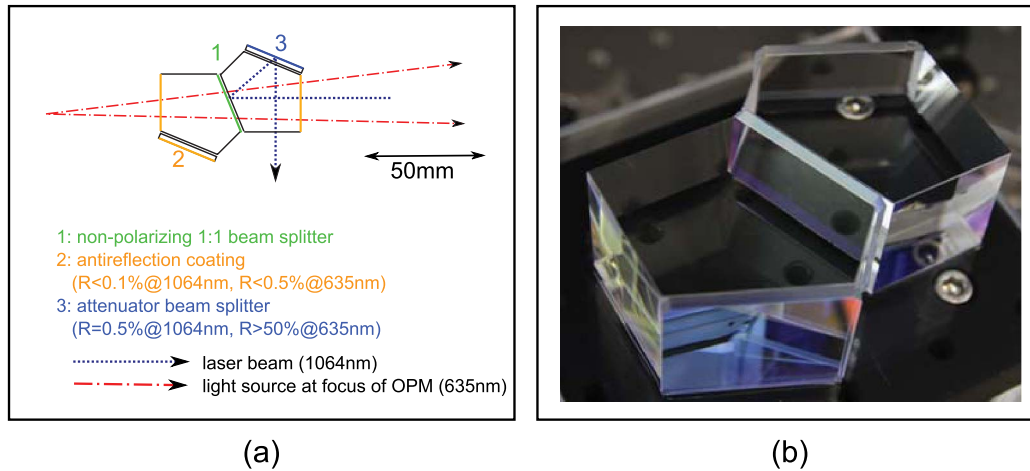 1
3
2
50mm
1: non-polarizing 1:1 beam splitter
2: antireflection coating
(R<0.1%@1064nm, R<0.5%@635nm)
3: attenuator beam splitter
(R=0.5%@1064nm, R>50%@635nm)
laser beam (1064nm)
light source at focus of OPM (635nm)
(a)
(b)